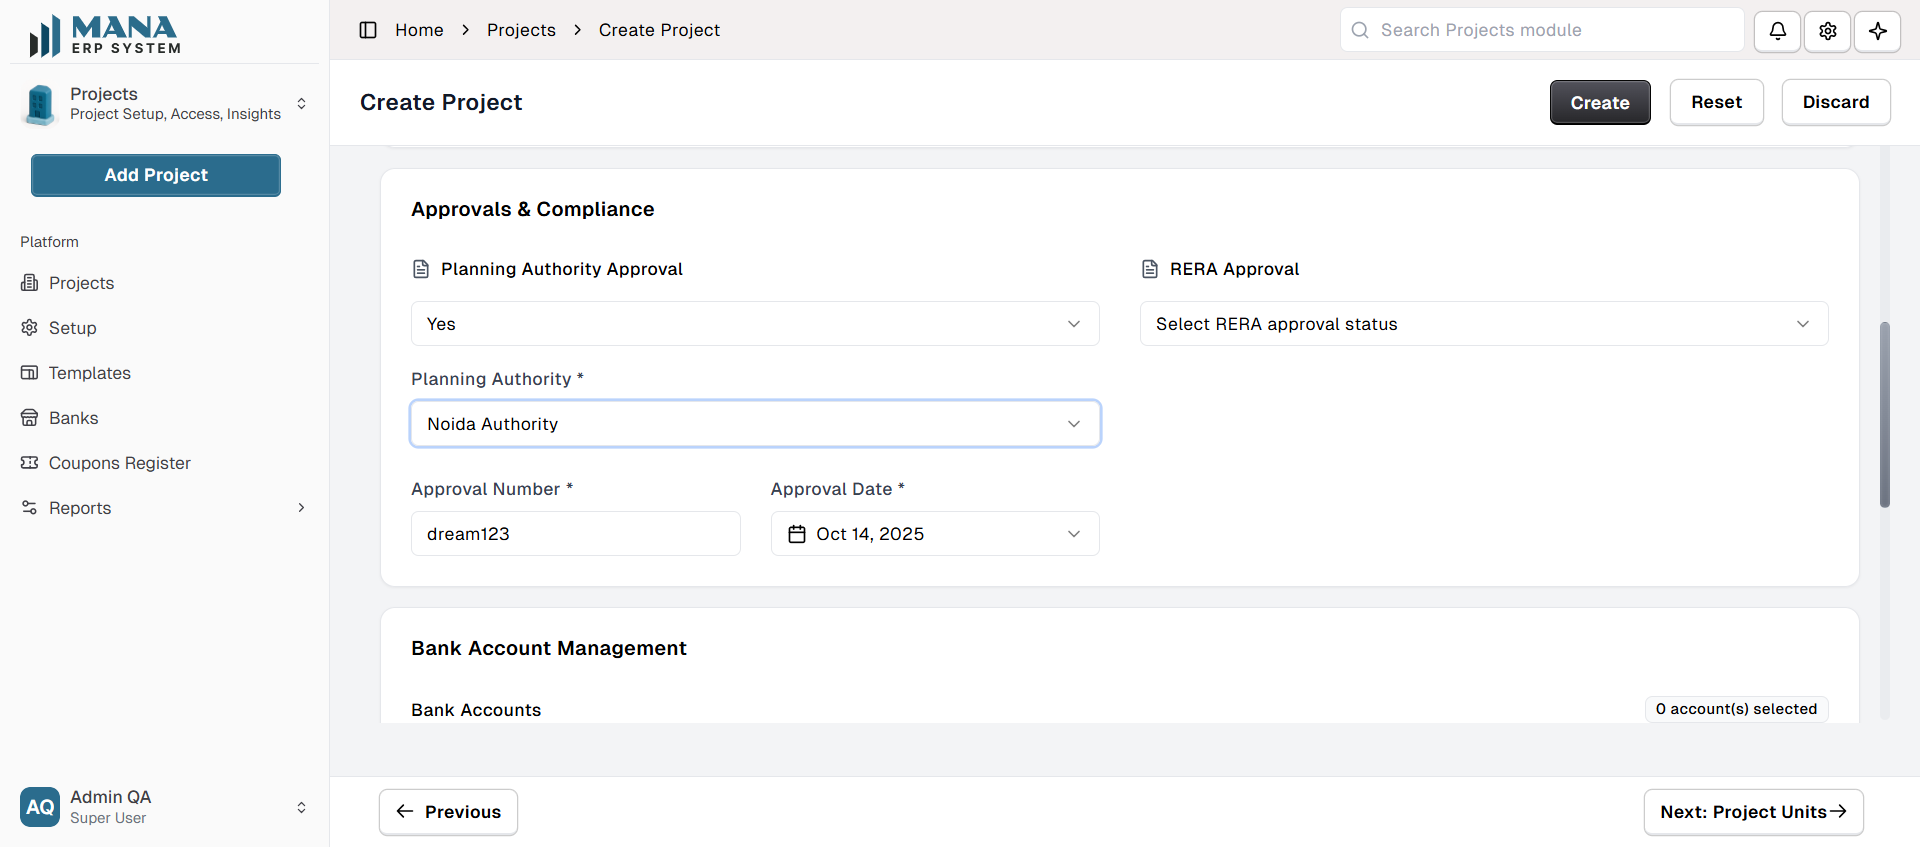 MANA
ERP SYSTEM
Projects
Project Setup, Access, Insights
Add Project
Platform
Projects
Setup
Templates
Banks
Coupons Register
Reports
AQ
Admin QA
Super User
Home
Projects
Create Project
Search Projects module
Create Project
Create
Reset
Discard
Approvals & Compliance
Planning Authority Approval
Yes
Planning Authority *
Noida Authority
Approval Number *
dream123
Approval Date *
Oct 14, 2025
RERA Approval
Select RERA approval status
Bank Account Management
Bank Accounts
0 account(s) selected
Previous
Next: Project Units